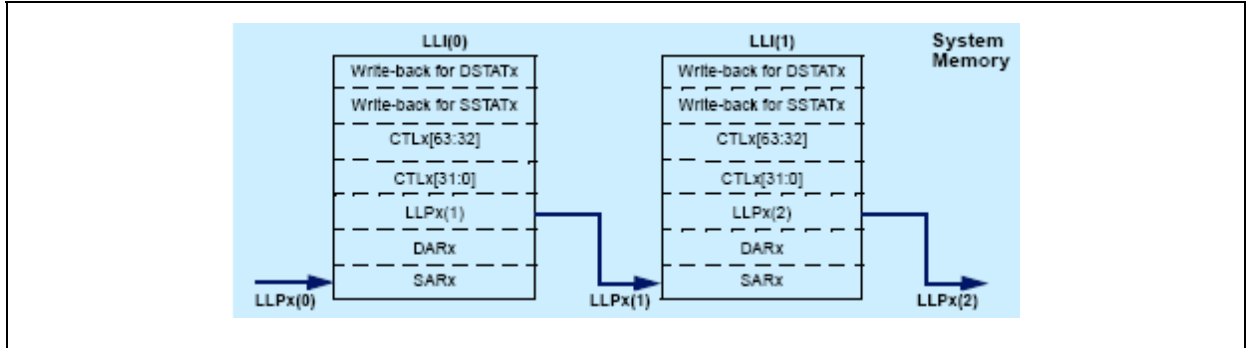 LLI(0)
Write-back for DSTATx
Write-back for SSTATx
CTLx[63:32]
CTLx[31:0]
LLPx(1)
DARx
SARx
LLPx(0)
LLPx(1)
LLI(1)
Write-back for DSTATx
Write-back for SSTATx
CTLx[63:32]
CTLx[31:0]
LLPx(2)
DARx
SARx
LLPx(2)
System
Memory